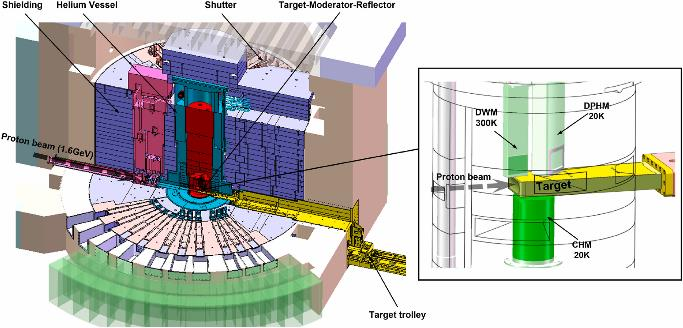 Shielding
Helium Vessel
Shutter
Target-Moderator-Reflector
Proton beam (1.6GeV)
Target trolley
DWM
300K
DPHM
20K
Proton beam
Target
CHM
20K